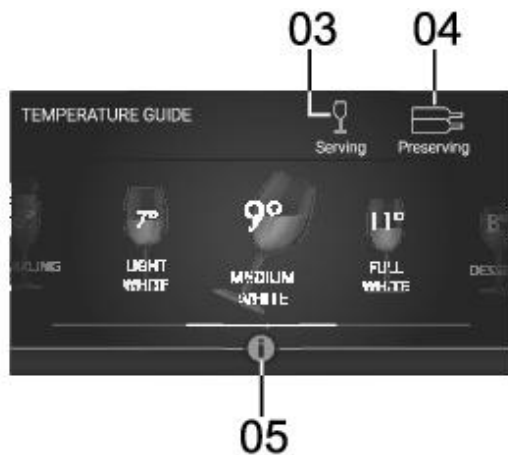 03 04
TEMPERATURE GUIDE
Serving Preserving
7° 9° 11°
LIGHT
WHITE
MEDIUM
WHITE
FULL
WHITE
05